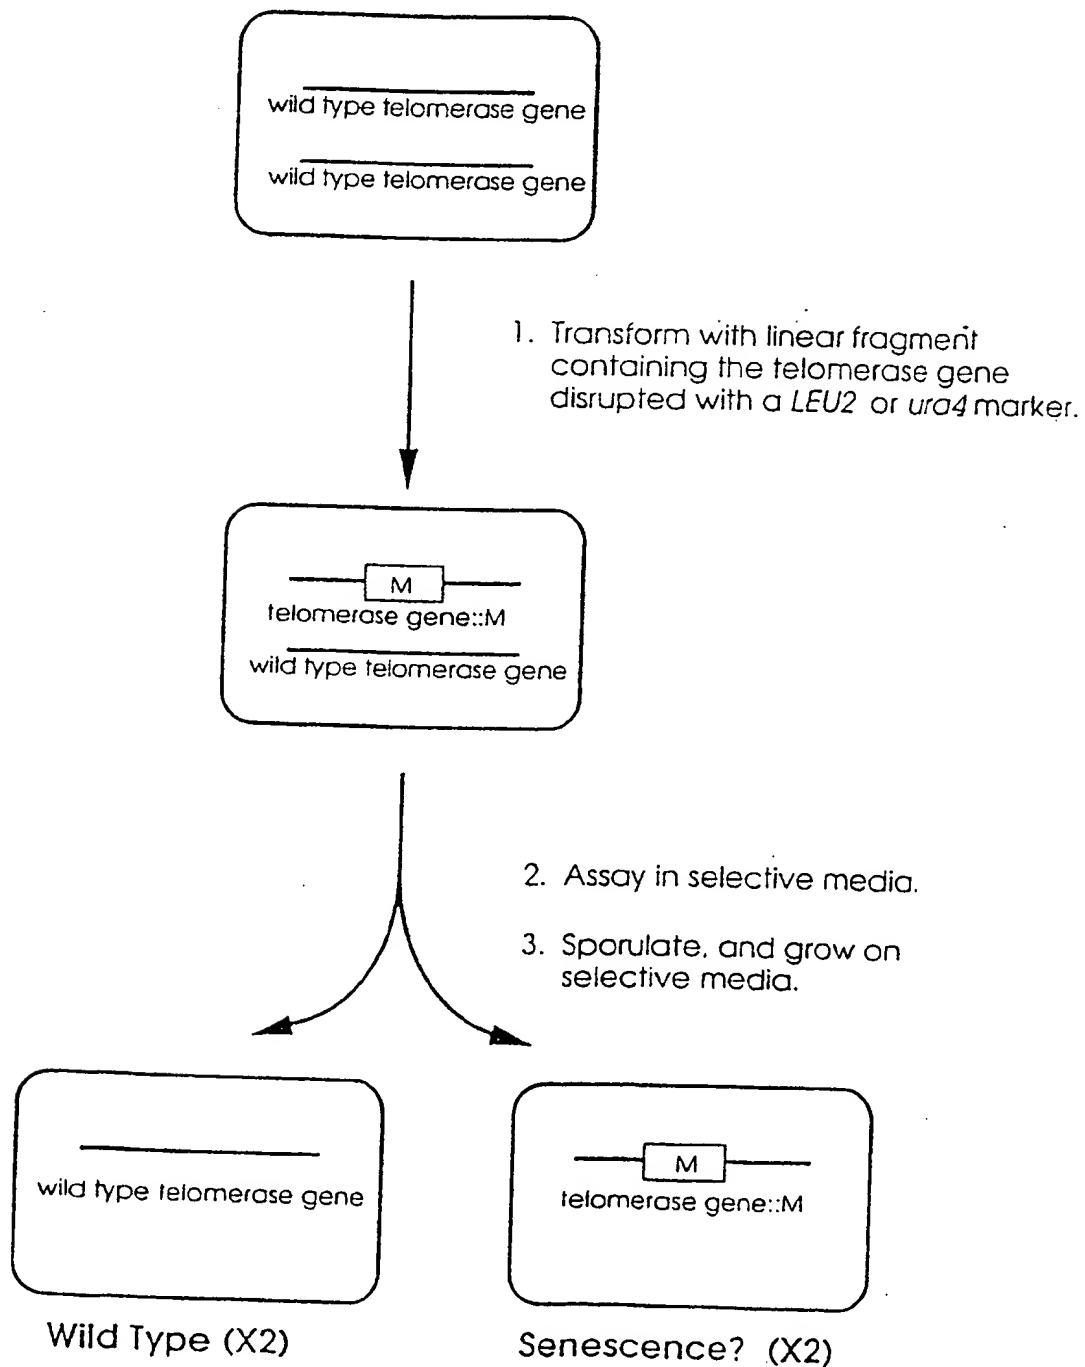 wild type telomerase gene
wild type telomerase gene
1. Transform with linear fragment
containing the telomerase gene
disrupted with a LEU2 or ura4 marker.
M
telomerase gene::M
wild type telomerase gene
2. Assay in selective media.
3. Sporulate, and grow on
selective media.
wild type telomerase gene
M
telomerase gene::M
Wild Type (X2)
Senescence? (X2)